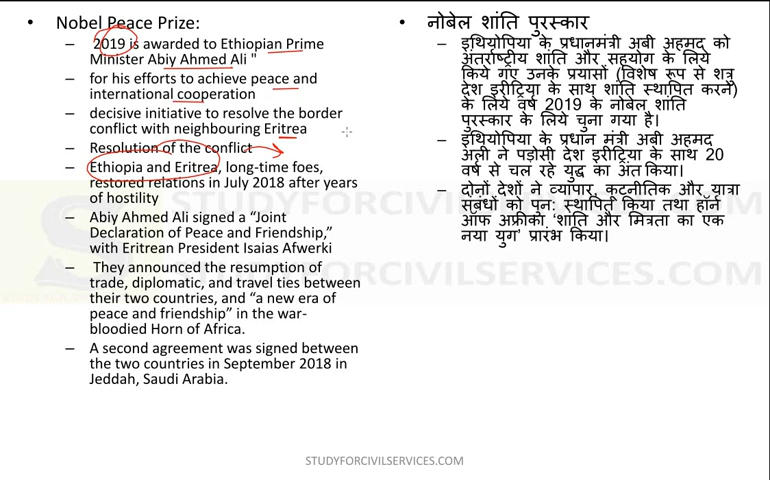 • Nobel Peace Prize:
– 2019 is awarded to Ethiopian Prime
Minister Abiy Ahmed Ali "
– for his efforts to achieve peace and
international cooperation
– decisive initiative to resolve the border
conflict with neighbouring Eritrea
– Resolution of the conflict
– Ethiopia and Eritrea, long-time foes,
restored relations in July 2018 after years
of hostility
– Abiy Ahmed Ali signed a “Joint
Declaration of Peace and Friendship,”
with Eritrean President Isaias Afwerki
– They announced the resumption of
trade, diplomatic, and travel ties between
their two countries, and “a new era of
peace and friendship” in the war-
bloodied Horn of Africa.
– A second agreement was signed between
the two countries in September 2018 in
Jeddah, Saudi Arabia.
• नोबेल शांति पुरस्कार
– इथियोपिया के प्रधानमंत्री अबी अहमद को
अंतर्राष्ट्रीय शांति और सहयोग के लिये
किये गए उनके प्रयासों (विशेष रूप से शत्रु
देश इरीट्रिया के साथ शांति स्थापित करने)
के लिये वर्ष 2019 के नोबेल शांति
पुरस्कार के लिये चुना गया है।
– इथियोपिया के प्रधान मंत्री अबी अहमद
अली ने पड़ोसी देश इरीट्रिया के साथ 20
वर्ष से चल रहे युद्ध का अंत किया।
– दोनों देशों ने व्यापार, कूटनीतिक और यात्रा
संबंधों को पुन: स्थापित किया तथा हॉर्न
ऑफ अफ्रीका ‘शांति और मित्रता का एक
नया युग’ प्रारंभ किया।
STUDYFORCIVILSERVICES.COM
STUDYFORCIVILSERVICES.COM
STUDYFORCIVILSERVICES.COM